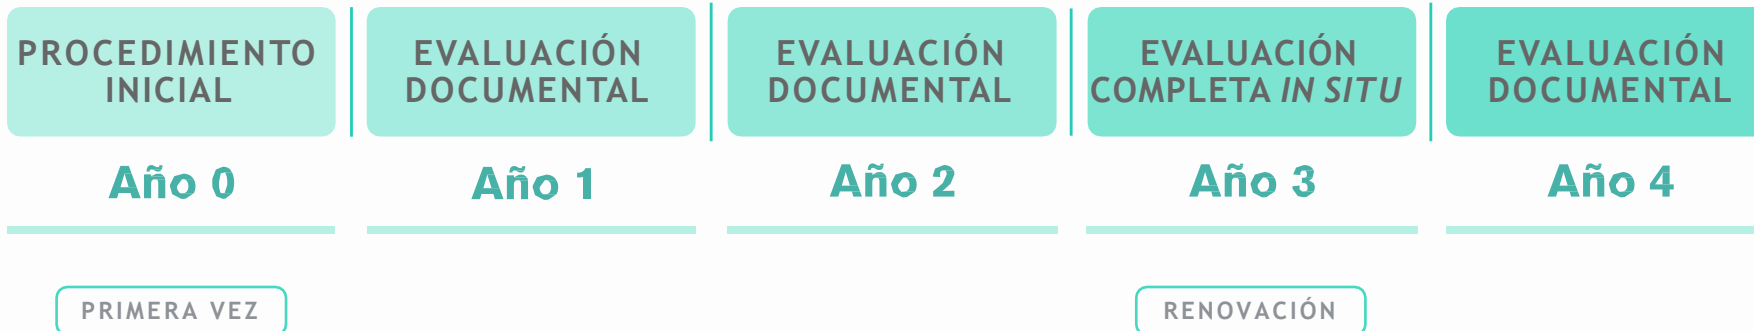 PROCEDIMIENTO
INICIAL
EVALUACIÓN
DOCUMENTAL
EVALUACIÓN
DOCUMENTAL
EVALUACIÓN
COMPLETA IN SITU
EVALUACIÓN
DOCUMENTAL
Año 0
Año 1
Año 2
Año 3
Año 4
PRIMERA VEZ
RENOVACIÓN